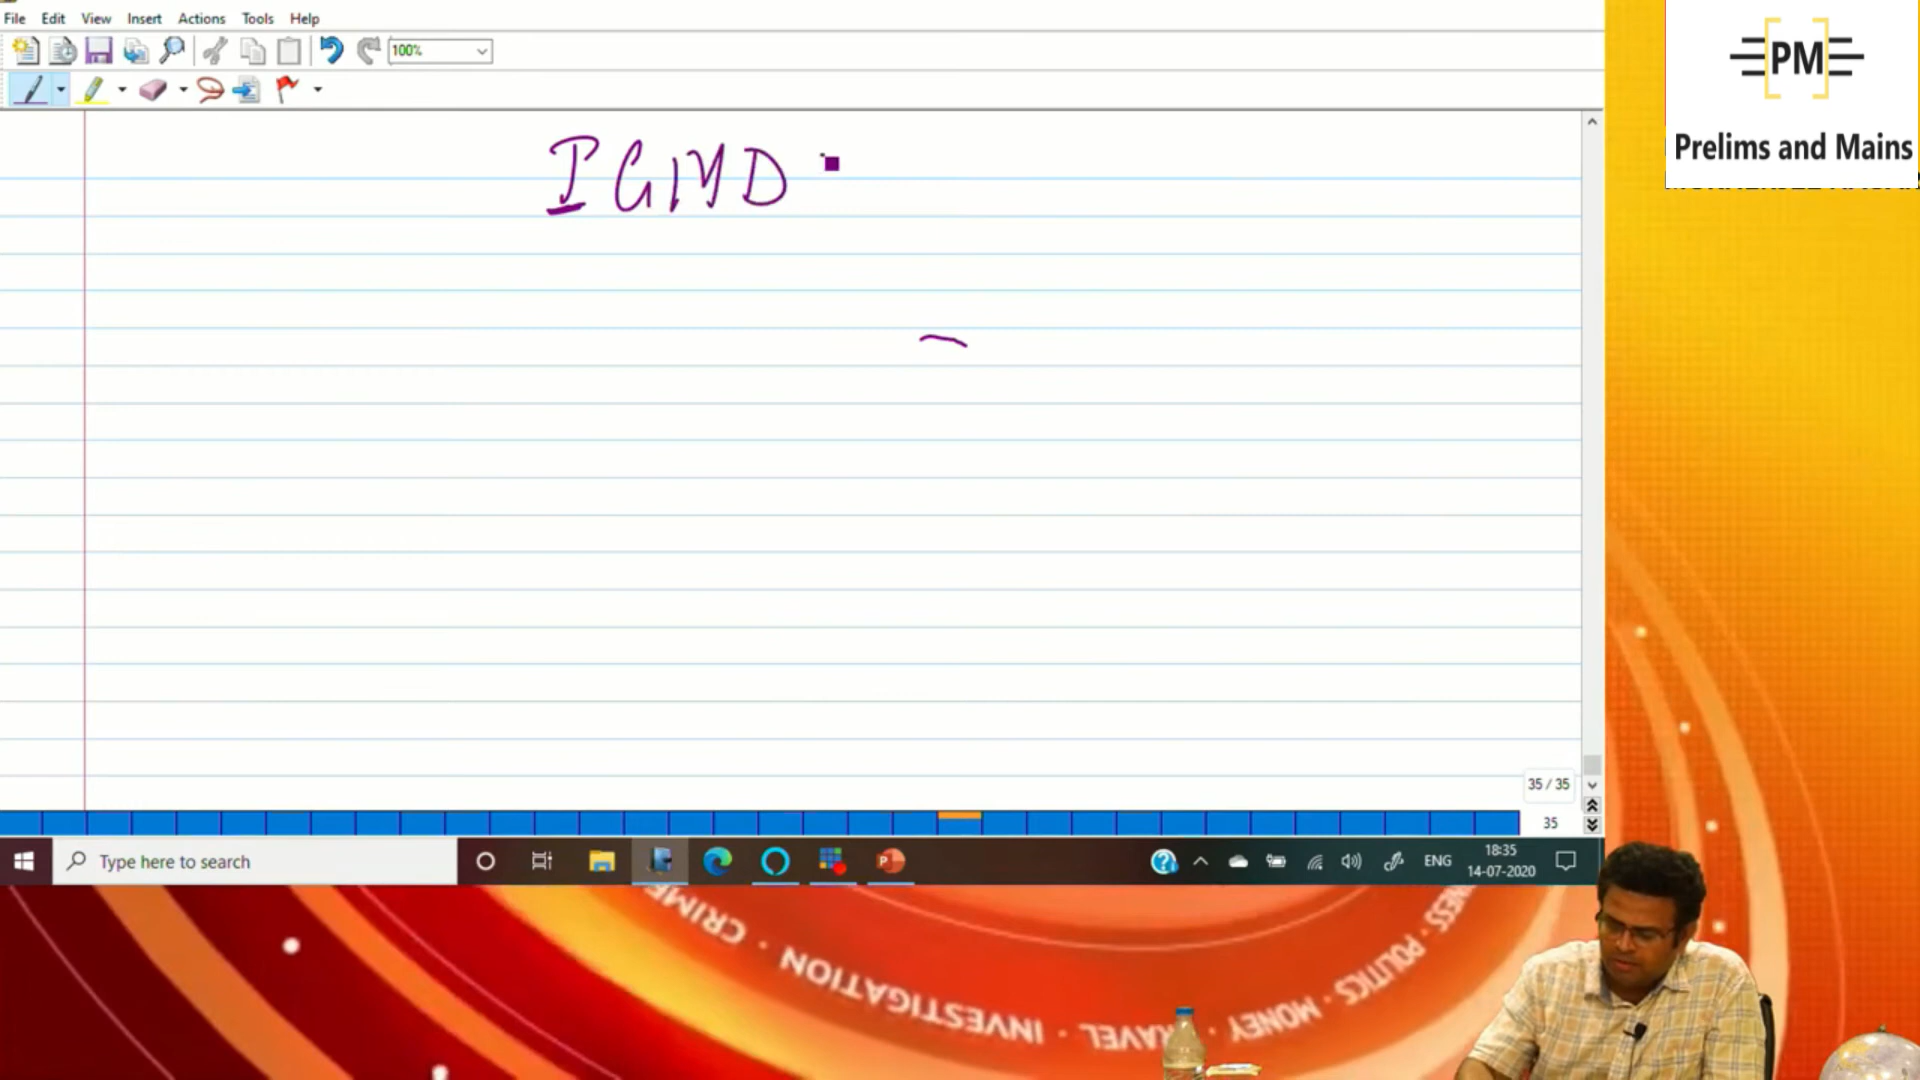 File Edit View Insert Actions Tools Help
PM
Prelims and Mains
100%
IGMD
35 / 35
35
Type here to search
ENG
18:35
14-07-2020
CRIME · INVESTIGATION · TRAVEL · MONEY · POLITICS ·